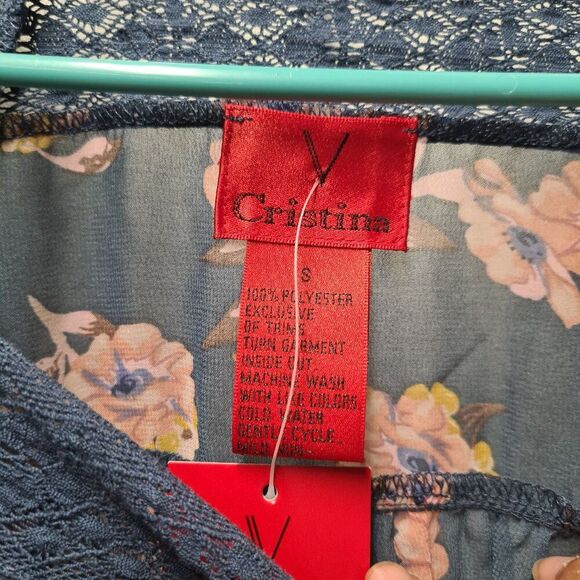 V
Cristina
S
100% POLYESTER
EXCLUSIVE
OF TRIMS
TURN GARMENT
INSIDE OUT.
MACHINE WASH
WITH LIKE COLORS
COLD WATER
GENTLE CYCLE.
V